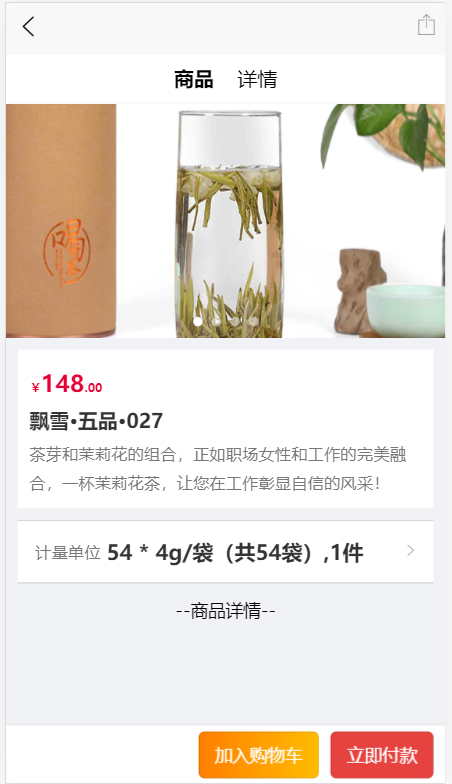 商品 详情
喝
¥148.00
飘雪•五品•027
茶芽和茉莉花的组合，正如职场女性和工作的完美融
合，一杯茉莉花茶，让您在工作彰显自信的风采！
计量单位 54 * 4g/袋（共54袋）,1件
--商品详情--
加入购物车 立即付款